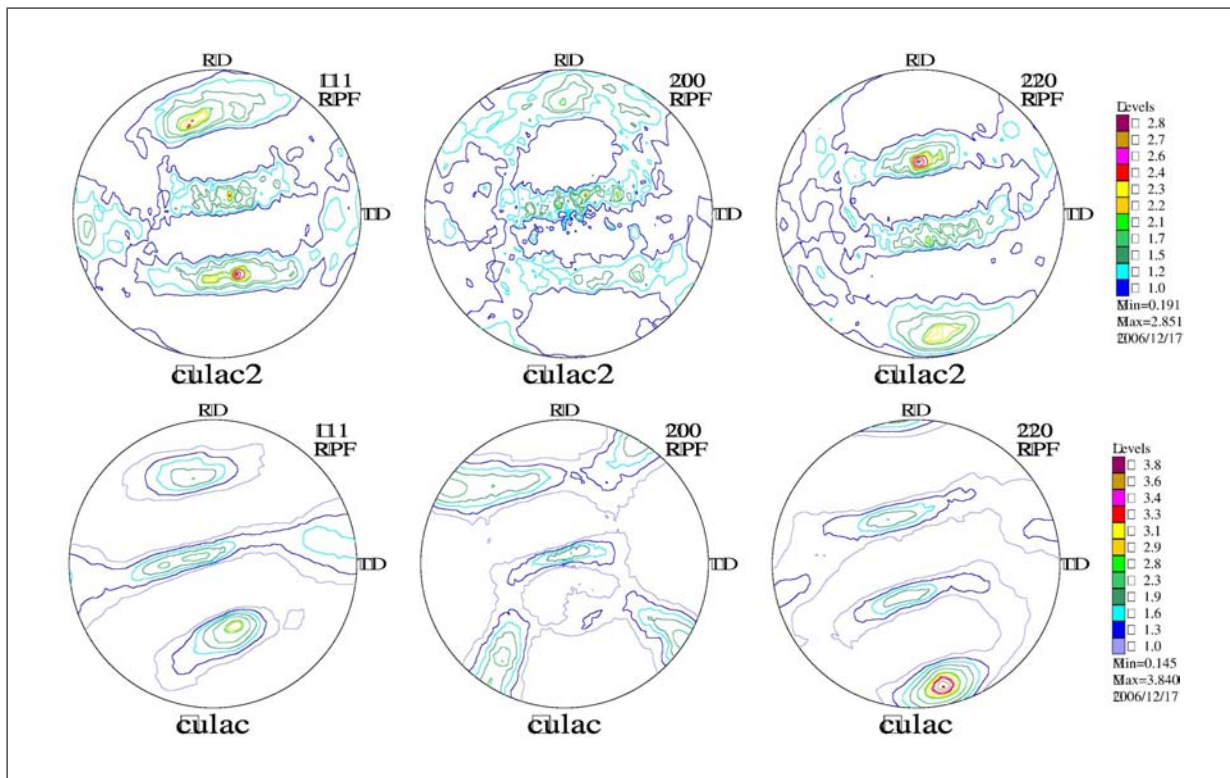 RD
111
RPF
TD
culac2
RD
200
RPF
TD
culac2
RD
220
RPF
TD
culac2
Levels
2.8
2.7
2.6
2.4
2.3
2.2
2.1
1.7
1.5
1.2
1.0
Min=0.191
Max=2.851
2006/12/17
RD
111
RPF
TD
culac
RD
200
RPF
TD
culac
RD
220
RPF
TD
culac
Levels
3.8
3.6
3.4
3.3
3.1
2.9
2.8
2.3
1.9
1.6
1.3
1.0
Min=0.145
Max=3.840
2006/12/17